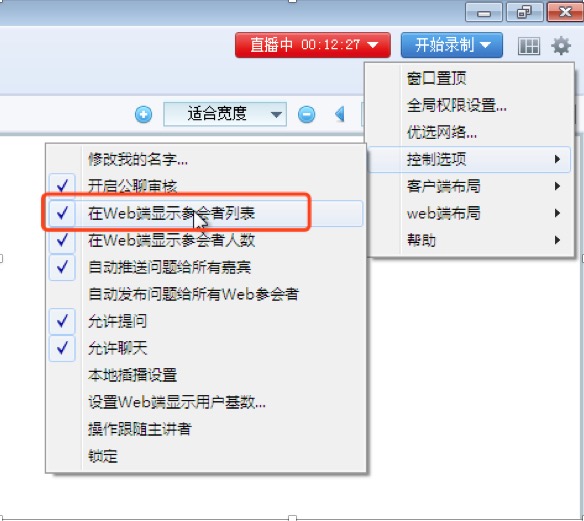 直播中 00:12:27
开始录制
窗口置顶
全局权限设置...
优选网络...
控制选项
客户端布局
web端布局
帮助
适合宽度
修改我的名字...
开启公聊审核
在Web端显示参会者列表
在Web端显示参会者人数
自动推送问题给所有嘉宾
自动发布问题给所有Web参会者
允许提问
允许聊天
本地插播设置
设置Web端显示用户基数...
操作跟随主讲者
锁定